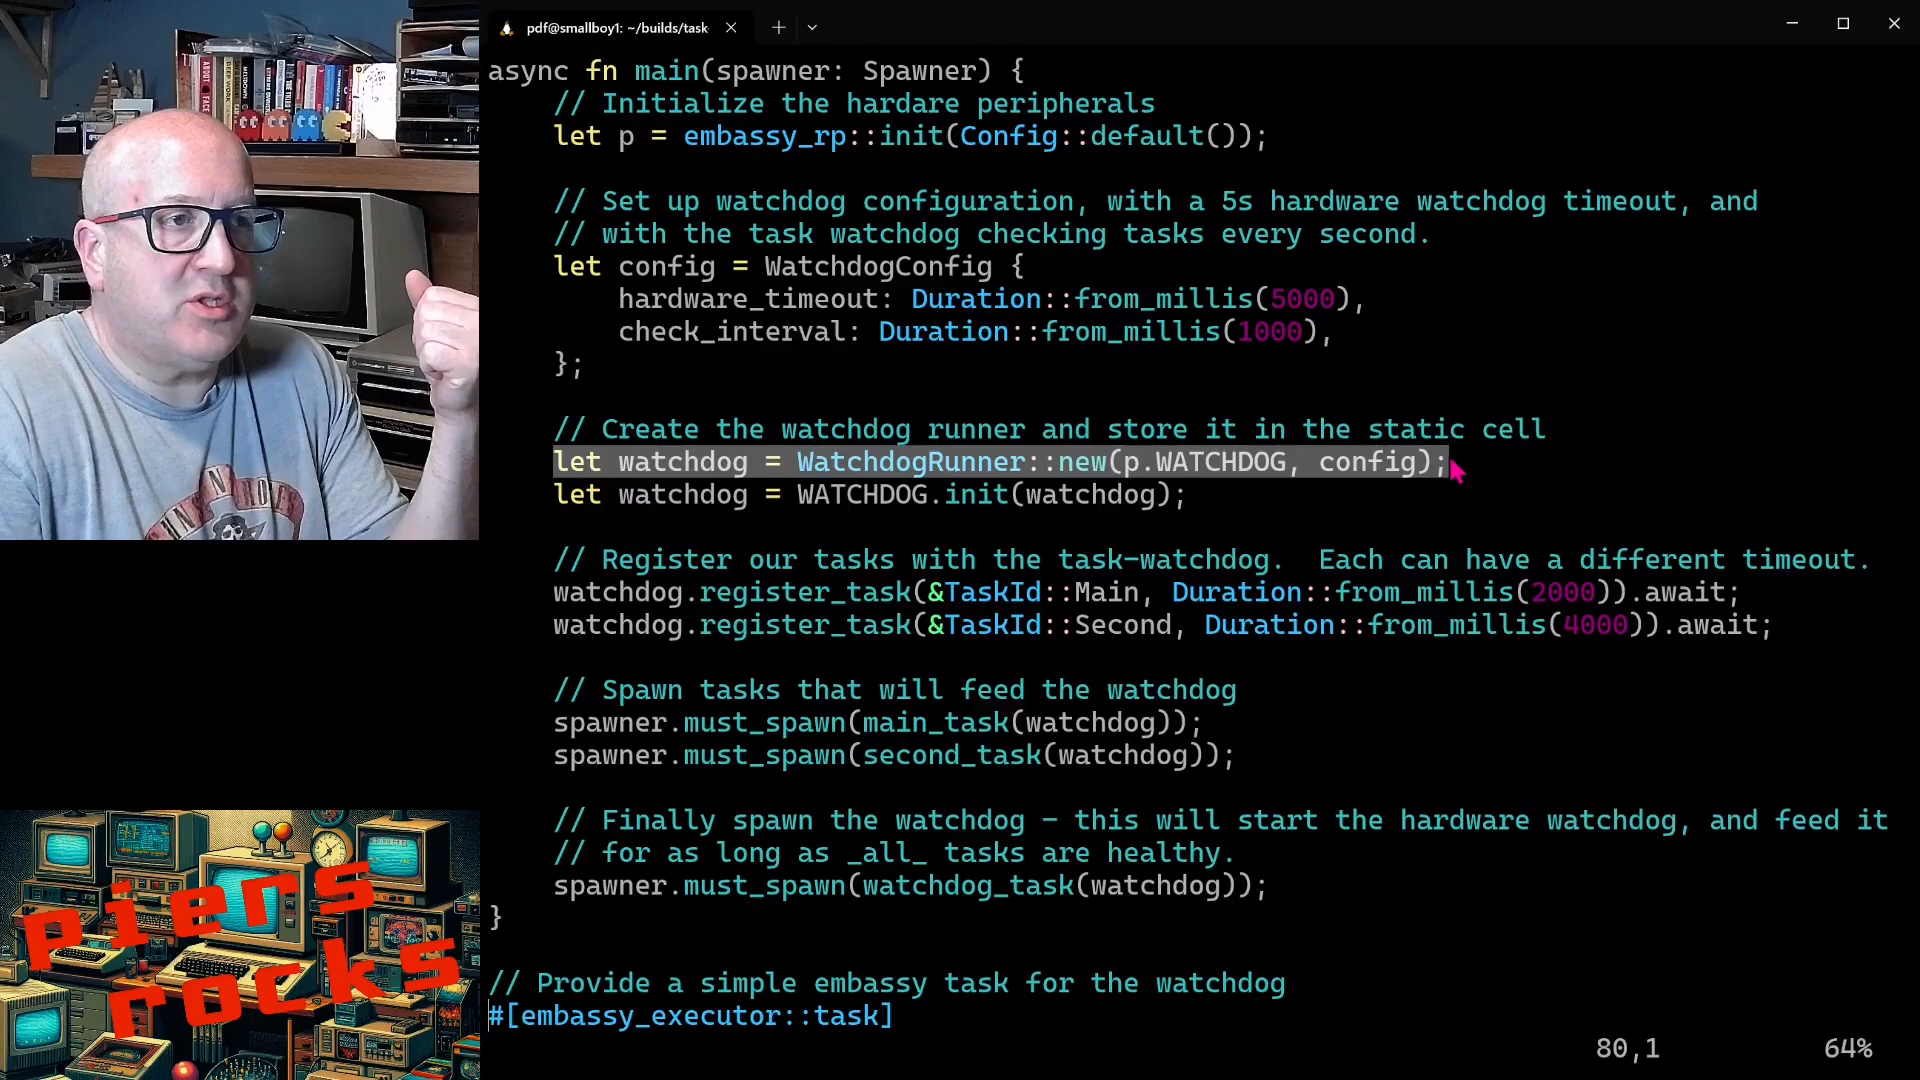 pdf@smallboy1: ~/builds/task
async fn main(spawner: Spawner) {
// Initialize the hardare peripherals
let p = embassy_rp::init(Config::default());
// Set up watchdog configuration, with a 5s hardware watchdog timeout, and
// with the task watchdog checking tasks every second.
let config = WatchdogConfig {
hardware_timeout: Duration::from_millis(5000),
check_interval: Duration::from_millis(1000),
};
// Create the watchdog runner and store it in the static cell
let watchdog = WatchdogRunner::new(p.WATCHDOG, config);
let watchdog = WATCHDOG.init(watchdog);
// Register our tasks with the task-watchdog.  Each can have a different timeout.
watchdog.register_task(&TaskId::Main, Duration::from_millis(2000)).await;
watchdog.register_task(&TaskId::Second, Duration::from_millis(4000)).await;
// Spawn tasks that will feed the watchdog
spawner.must_spawn(main_task(watchdog));
spawner.must_spawn(second_task(watchdog));
// Finally spawn the watchdog - this will start the hardware watchdog, and feed it
// for as long as _all_ tasks are healthy.
spawner.must_spawn(watchdog_task(watchdog));
}
// Provide a simple embassy task for the watchdog
#[embassy_executor::task]
80,1 64%
ABOUT FACE
DEEP WORK
piers
rocks